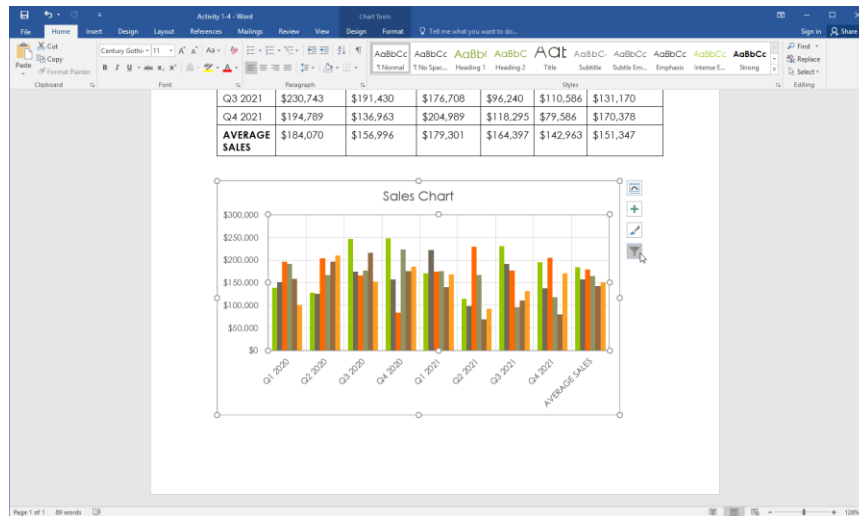 Activity 1-4 - Word
Chart Tools
File Home Insert Design Layout References Mailings Review View Design Format Tell me what you want to do... Sign in Share
Paste
Cut
Copy
Format Painter
Clipboard
Century Gothi 11
Font
Paragraph
AaBbCc AaBbCc AaBb( AaBbC AaB AaBbC AaBbCc AaBbCc AaBbCc AaBbCc
¶ Normal ¶ No Spac... Heading 1 Heading 2 Title Subtitle Subtle Em... Emphasis Intense E... Strong
Styles
Find
Replace
Select
Editing
Q3 2021 $230,743 $191,430 $176,708 $96,240 $110,586 $131,170
Q4 2021 $194,789 $136,963 $204,989 $118,295 $79,586 $170,378
AVERAGE SALES $184,070 $156,996 $179,301 $164,397 $142,963 $151,347
Sales Chart
$300,000
$250,000
$200,000
$150,000
$100,000
$50,000
$0
Q1 2020 Q2 2020 Q3 2020 Q4 2020 Q1 2021 Q2 2021 Q3 2021 Q4 2021 AVERAGE SALES
Page 1 of 1 89 words